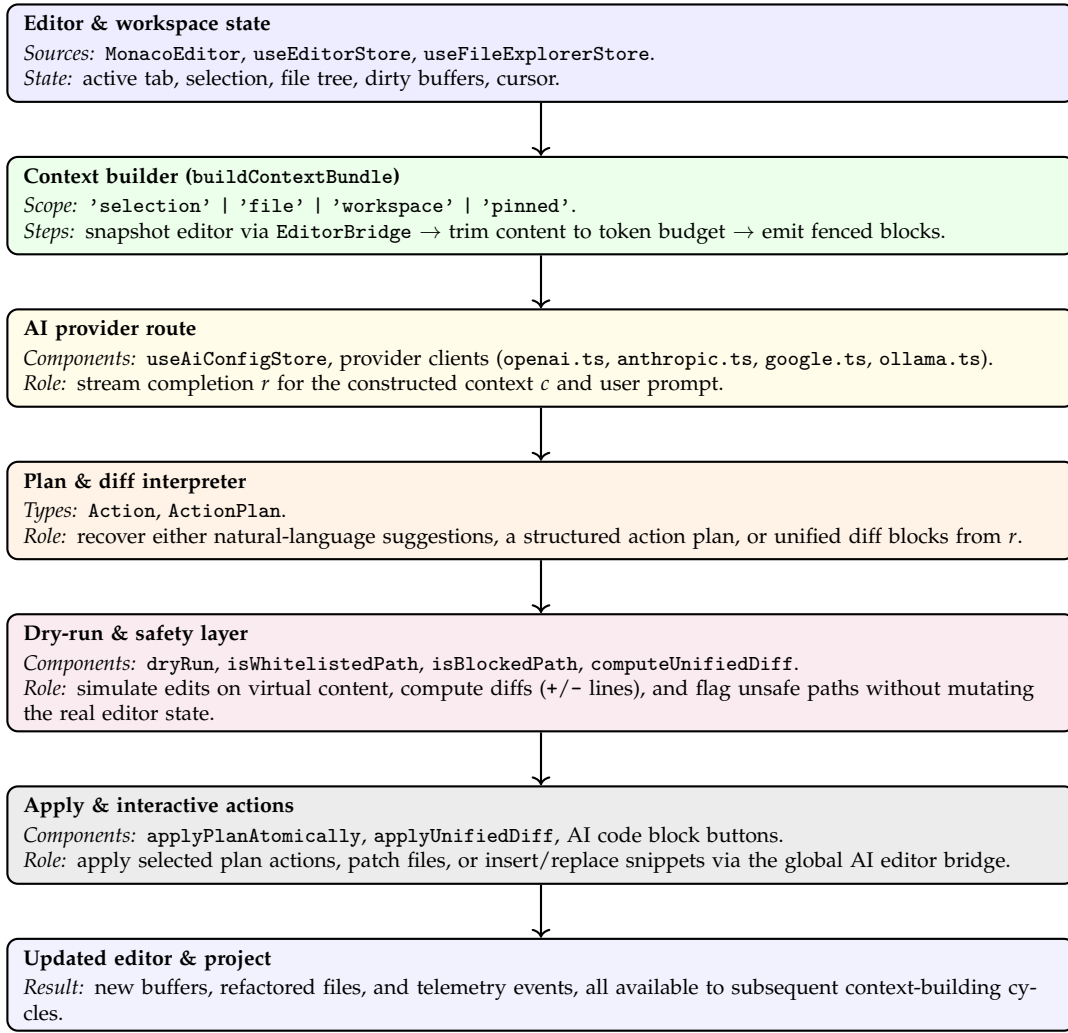 Editor & workspace state
Sources: MonacoEditor, useEditorStore, useFileExplorerStore.
State: active tab, selection, file tree, dirty buffers, cursor.
Context builder (buildContextBundle)
Scope: ’selection’ | ’file’ | ’workspace’ | ’pinned’.
Steps: snapshot editor via EditorBridge → trim content to token budget → emit fenced blocks.
AI provider route
Components: useAiConfigStore, provider clients (openai.ts, anthropic.ts, google.ts, ollama.ts).
Role: stream completion r for the constructed context c and user prompt.
Plan & diff interpreter
Types: Action, ActionPlan.
Role: recover either natural-language suggestions, a structured action plan, or unified diff blocks from r.
Dry-run & safety layer
Components: dryRun, isWhitelistedPath, isBlockedPath, computeUnifiedDiff.
Role: simulate edits on virtual content, compute diffs (+/- lines), and flag unsafe paths without mutating
the real editor state.
Apply & interactive actions
Components: applyPlanAtomically, applyUnifiedDiff, AI code block buttons.
Role: apply selected plan actions, patch files, or insert/replace snippets via the global AI editor bridge.
Updated editor & project
Result: new buffers, refactored files, and telemetry events, all available to subsequent context-building cy-
cles.